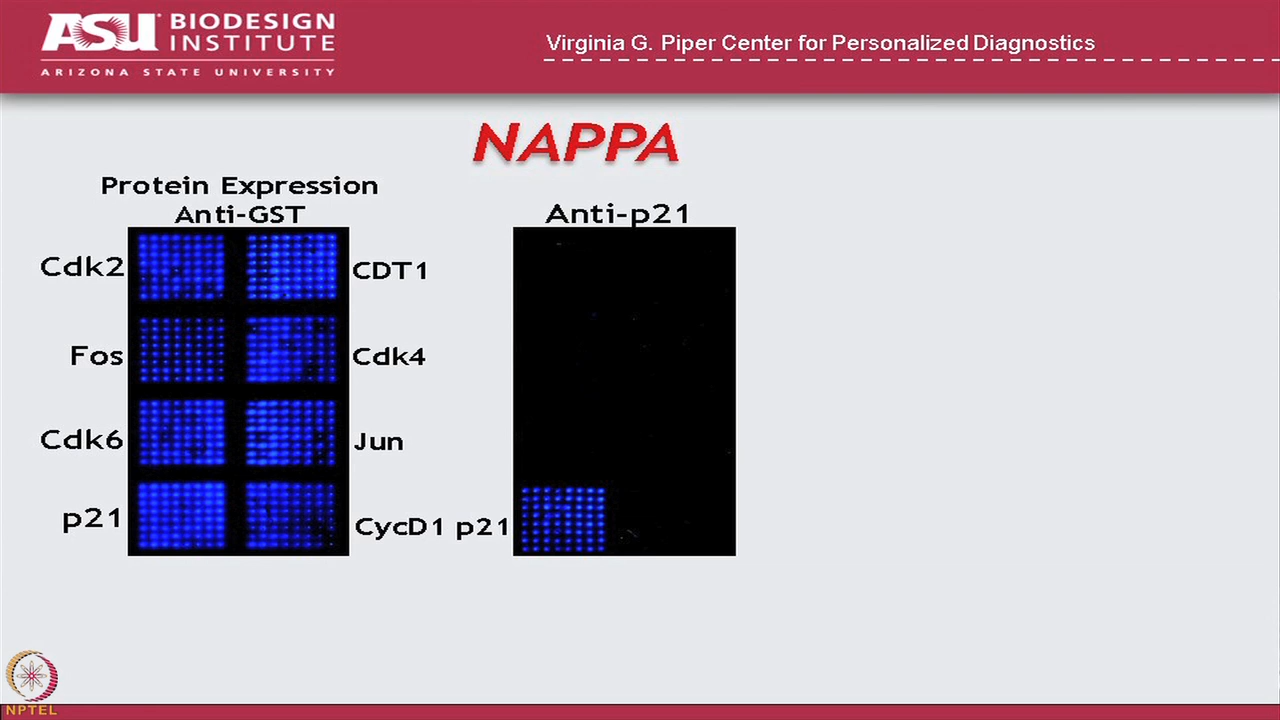 ASU BIODESIGN
INSTITUTE
ARIZONA STATE UNIVERSITY
Virginia G. Piper Center for Personalized Diagnostics
NAPPA
Protein Expression
Anti-GST
Anti-p21
Cdk2
CDT1
Fos
Cdk4
Cdk6
Jun
p21
CycD1
p21
NPTEL